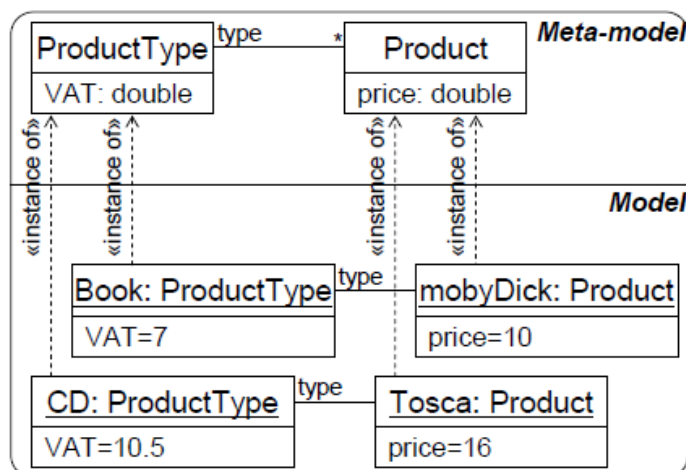 ProductType type * Product Meta-model
VAT: double price: double
«instance of» «instance of» «instance of» «instance of»
Model
Book: ProductType type mobyDick: Product
VAT=7 price=10
CD: ProductType type Tosca: Product
VAT=10.5 price=16